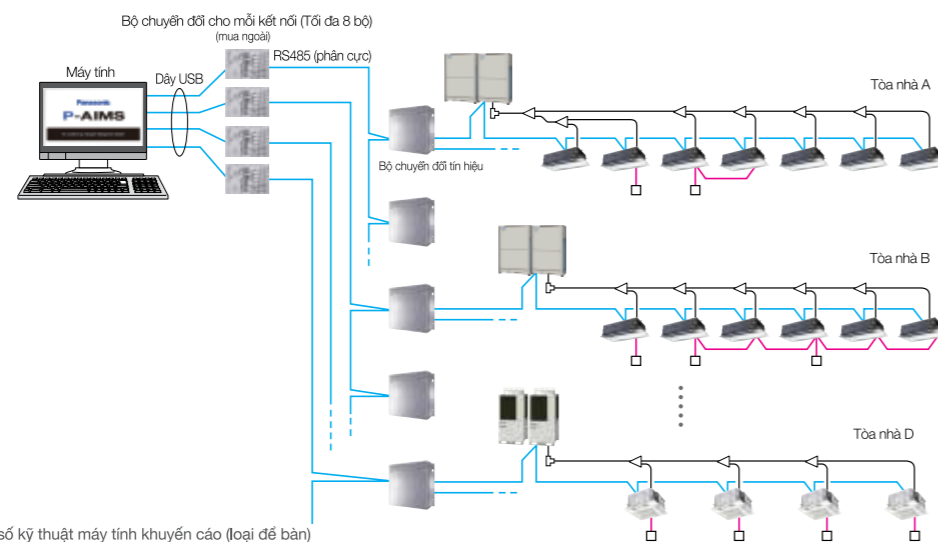 Bộ chuyển đổi cho mỗi kết nối (Tối đa 8 bộ)
(mua ngoài)
RS485 (phân cực)
Máy tính
Dây USB
Panasonic
P-AIMS
Tòa nhà A
Bộ chuyển đổi tín hiệu
Tòa nhà B
Tòa nhà D
số kỹ thuật máy tính khuyến cáo (loại để bàn)